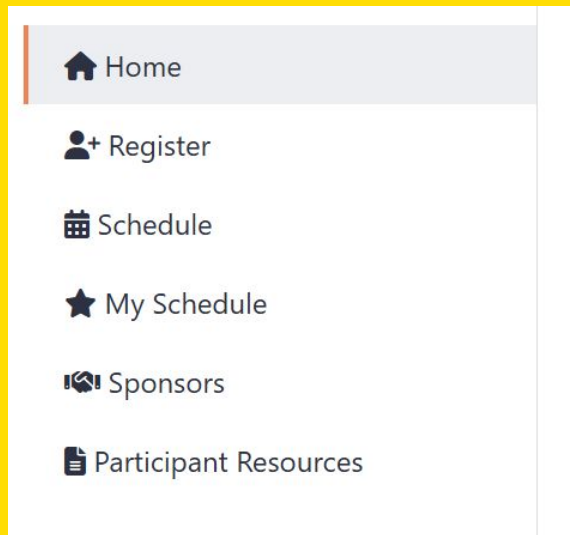 Home
Register
Schedule
My Schedule
Sponsors
Participant Resources